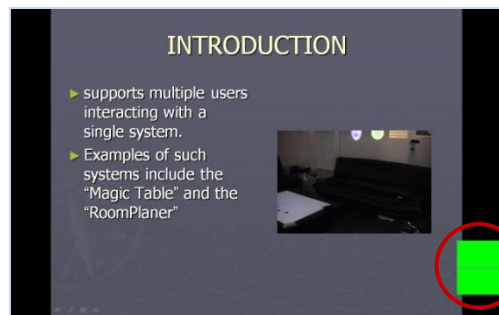 INTRODUCTION
supports multiple users
interacting with a
single system.
Examples of such
systems include the
“Magic Table” and the
“RoomPlaner”